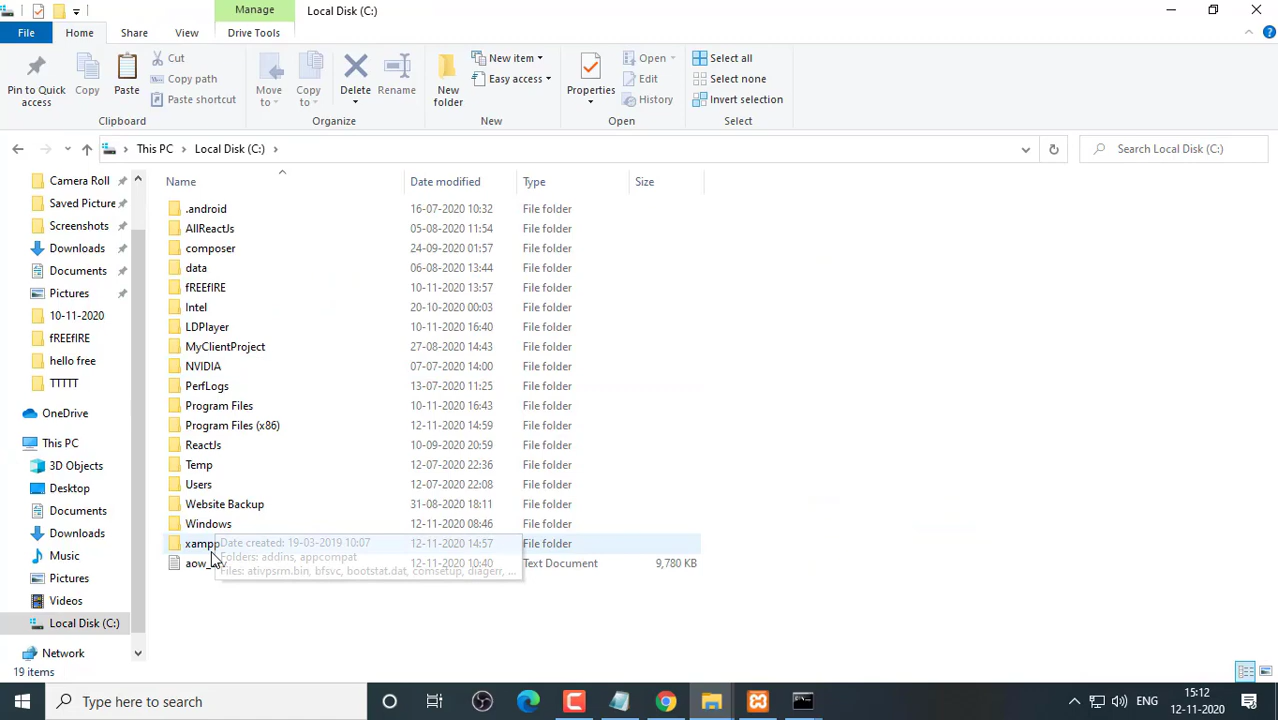 Manage
Local Disk (C:)
File
Home
Share
View
Drive Tools
Pin to Quick access
Copy
Paste
Cut
Copy path
Paste shortcut
Clipboard
Move to
Copy to
Delete
Rename
Organize
New folder
New item
Easy access
New
Properties
Open
Edit
History
Open
Select all
Select none
Invert selection
Select
This PC > Local Disk (C:) >
Search Local Disk (C:)
Camera Roll
Saved Picture
Screenshots
Downloads
Documents
Pictures
10-11-2020
fREEfIRE
hello free
TTTTT
OneDrive
This PC
3D Objects
Desktop
Documents
Downloads
Music
Pictures
Videos
Local Disk (C:)
Network
Name Date modified Type Size
.android 16-07-2020 10:32 File folder
AllReactJs 05-08-2020 11:54 File folder
composer 24-09-2020 01:57 File folder
data 06-08-2020 13:44 File folder
fREEfIRE 10-11-2020 13:57 File folder
Intel 20-10-2020 00:03 File folder
LDPlayer 10-11-2020 16:40 File folder
MyClientProject 27-08-2020 14:43 File folder
NVIDIA 07-07-2020 14:00 File folder
PerfLogs 13-07-2020 11:25 File folder
Program Files 10-11-2020 16:43 File folder
Program Files (x86) 12-11-2020 14:59 File folder
ReactJs 10-09-2020 20:59 File folder
Temp 12-07-2020 22:36 File folder
Users 12-07-2020 22:08 File folder
Website Backup 31-08-2020 18:11 File folder
Windows 12-11-2020 08:46 File folder
xampp 12-11-2020 14:57 File folder
12-11-2020 10:40 Text Document 9,780 KB
Date created: 19-03-2019 10:07
Folders: addins, appcompat
Files: ativpsrm.bin, bfsvc, bootstat.dat, comsetup, diagerr, ...
19 items
Type here to search
ENG
15:12
12-11-2020